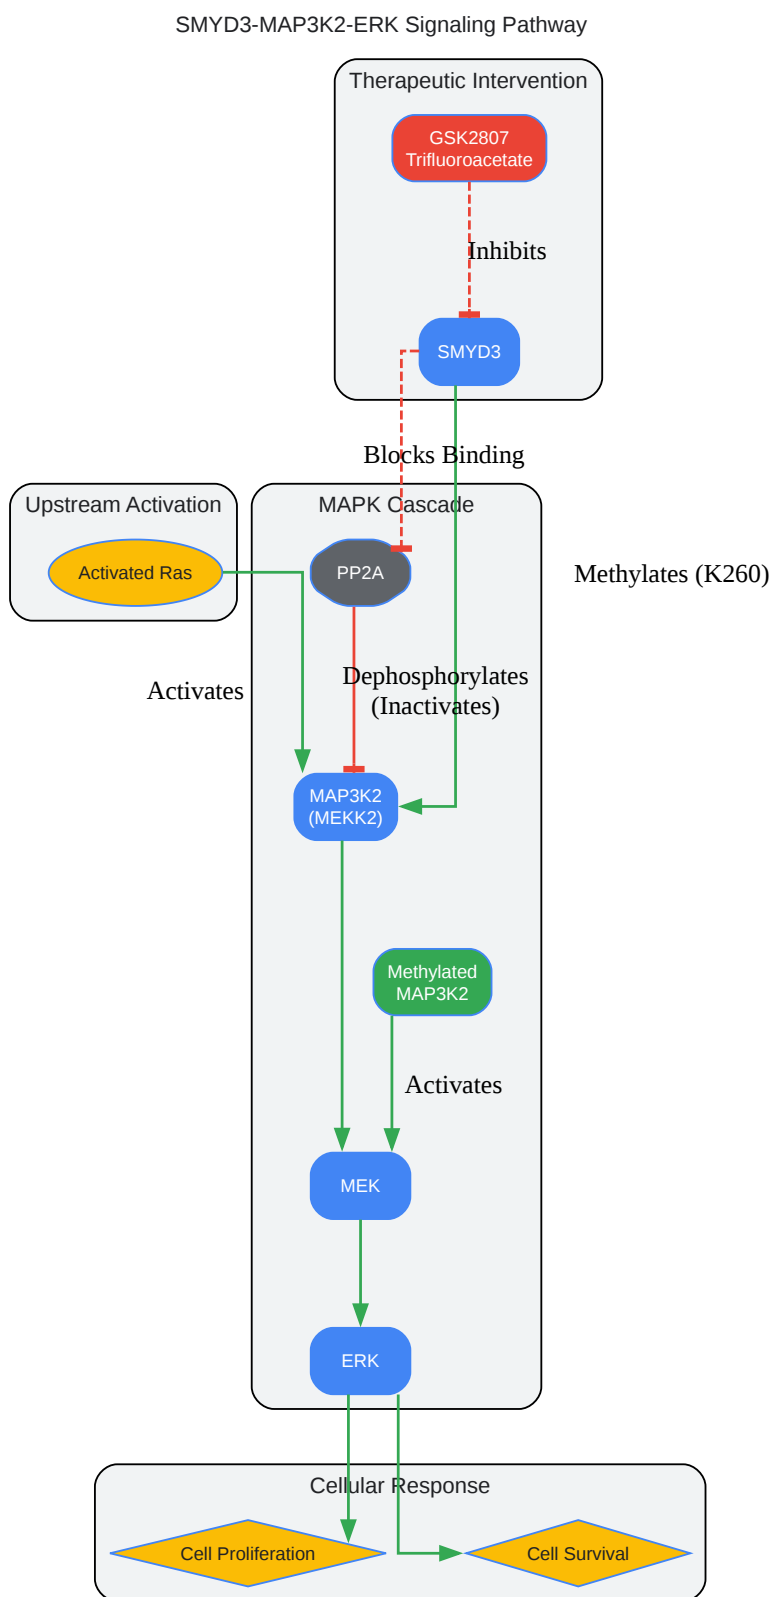 SMYD3-MAP3K2-ERK Signaling Pathway
Therapeutic Intervention
GSK2807
Trifluoroacetate
Inhibits
SMYD3
Blocks Binding
Upstream Activation
MAPK Cascade
Activated Ras
PP2A
Methylates (K260)
Activates
Dephosphorylates
(Inactivates)
MAP3K2
(MEKK2)
Methylated
MAP3K2
Activates
MEK
ERK
Cellular Response
Cell Proliferation
Cell Survival